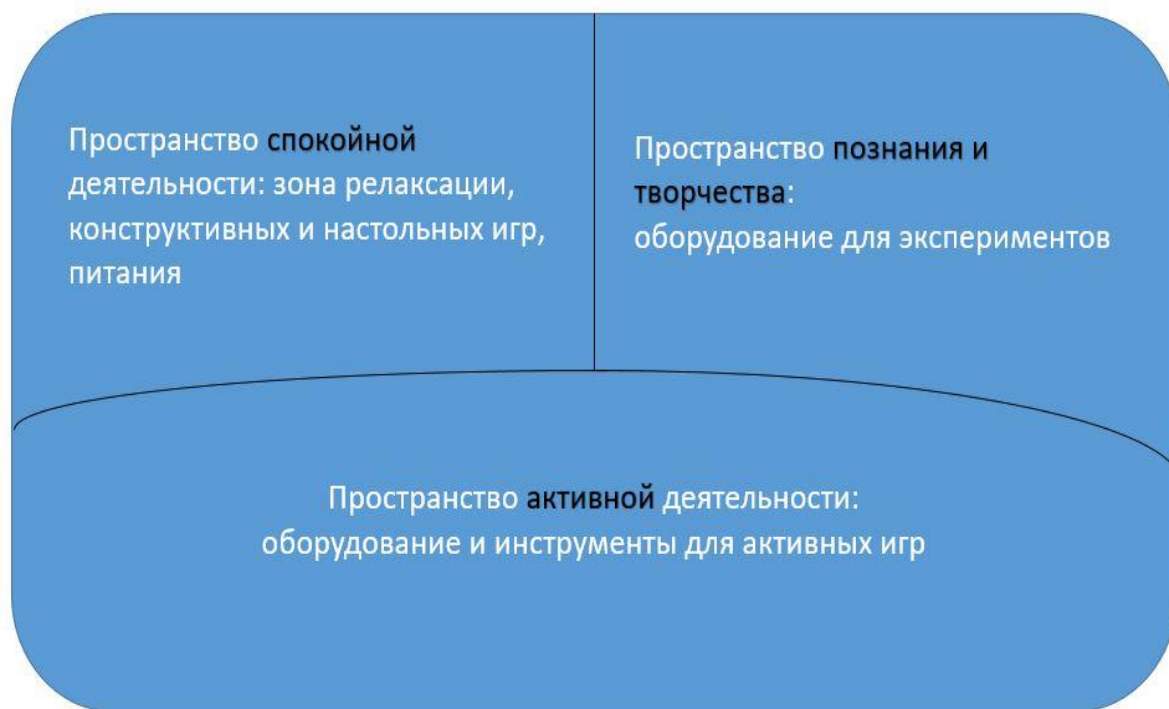 Пространство спокойной
деятельности: зона релаксации,
конструктивных и настольных игр,
питания
Пространство познания и
творчества:
оборудование для экспериментов
Пространство активной деятельности:
оборудование и инструменты для активных игр